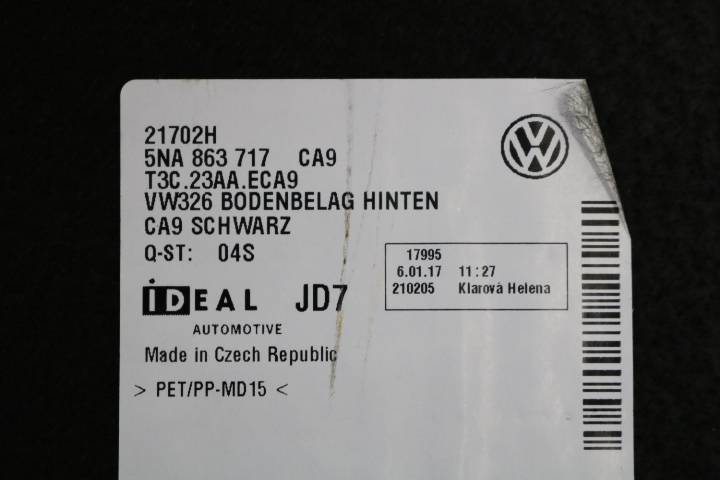 21702H
5NA 863 717 CA9
T3C.23AA.ECA9
VW326 BODENBELAG HINTEN
CA9 SCHWARZ
Q-ST: 04S
17995
6.01.17 11:27
210205 Klarová Helena
IDEAL JD7
AUTOMOTIVE
Made in Czech Republic
> PET/PP-MD15 <